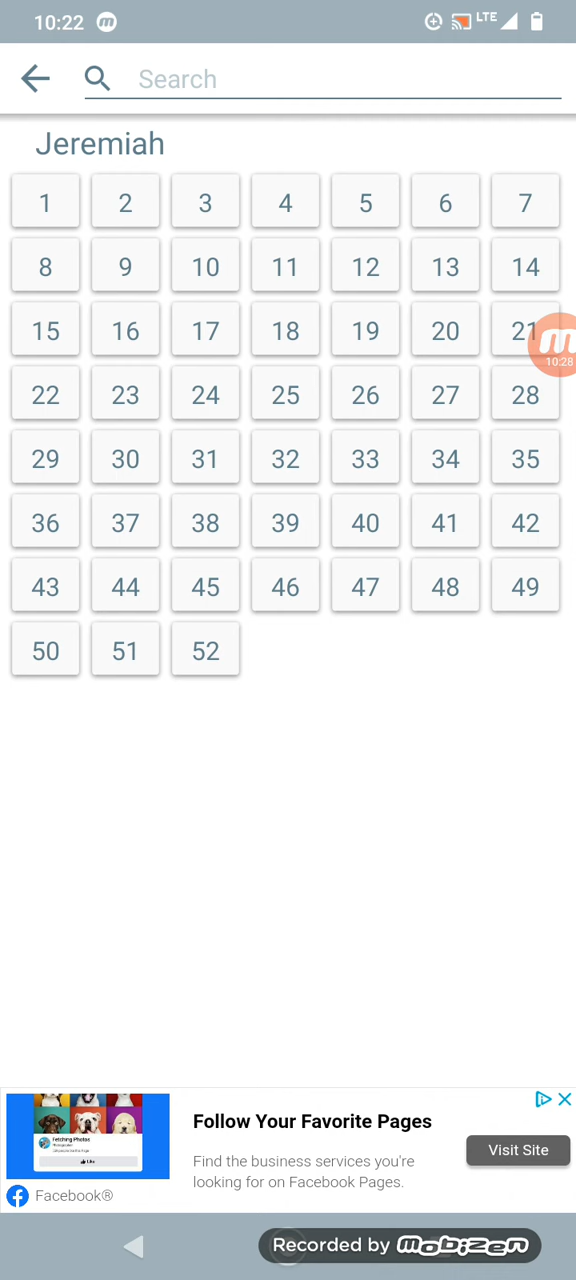 10:22 m LTE
Search
Jeremiah
1 2 3 4 5 6 7
8 9 10 11 12 13 14
15 16 17 18 19 20 21
10:28
22 23 24 25 26 27 28
29 30 31 32 33 34 35
36 37 38 39 40 41 42
43 44 45 46 47 48 49
50 51 52
Follow Your Favorite Pages
Find the business services you're
looking for on Facebook Pages.
Visit Site
Fetching Photos
Like
Facebook®
Recorded by mobizen